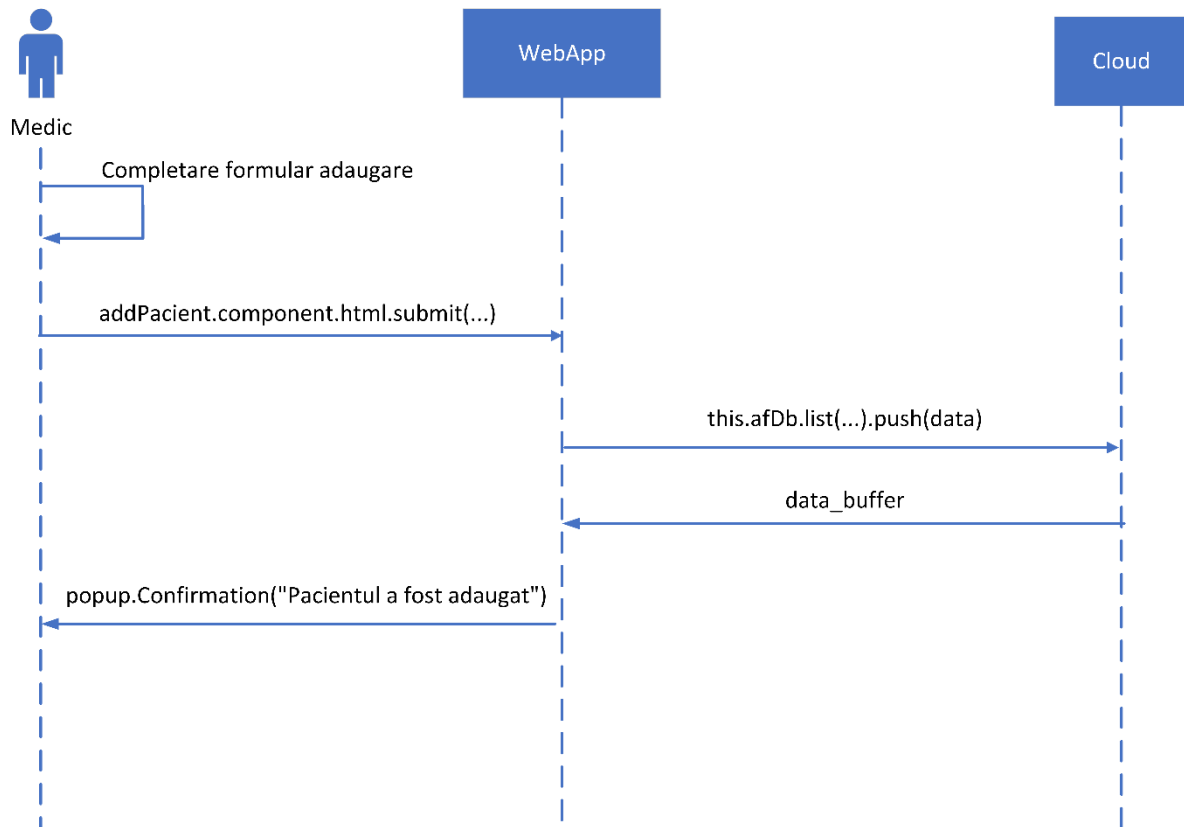 WebApp
Cloud
Medic
Completare formular adaugare
addPacient.component.html.submit(...)
this.afDb.list(...).push(data)
data_buffer
popup.Confirmation("Pacientul a fost adaugat")